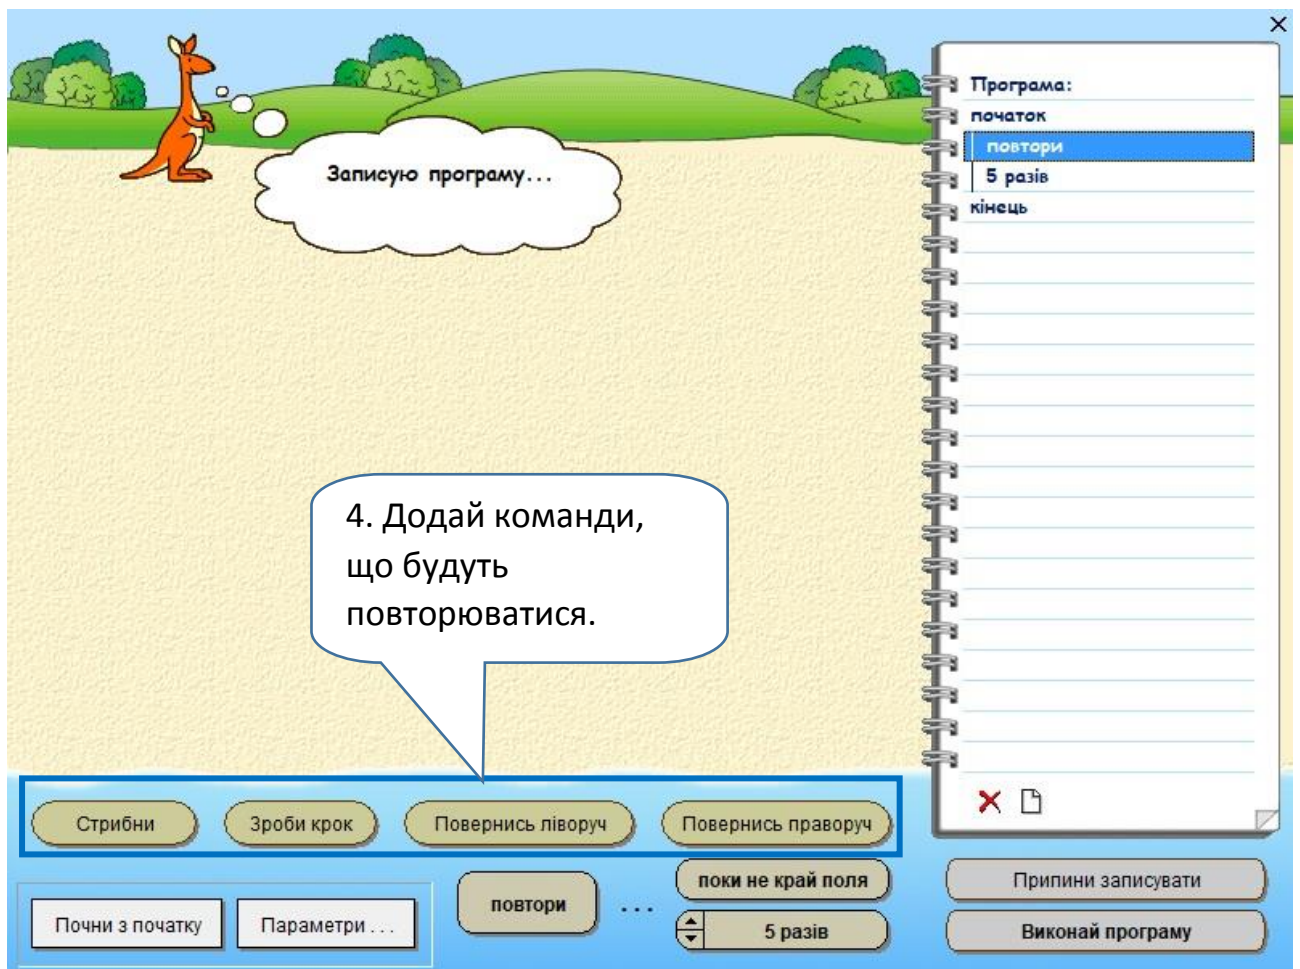 Записую програму...
Програма:
початок
повтори
5 разів
кінець
4. Додай команди,
що будуть
повторюватися.
Стрибни
Зроби крок
Повернись ліворуч
Повернись праворуч
Почни з початку
Параметри . . .
повтори
. . .
поки не край поля
5 разів
Припини записувати
Виконай програму